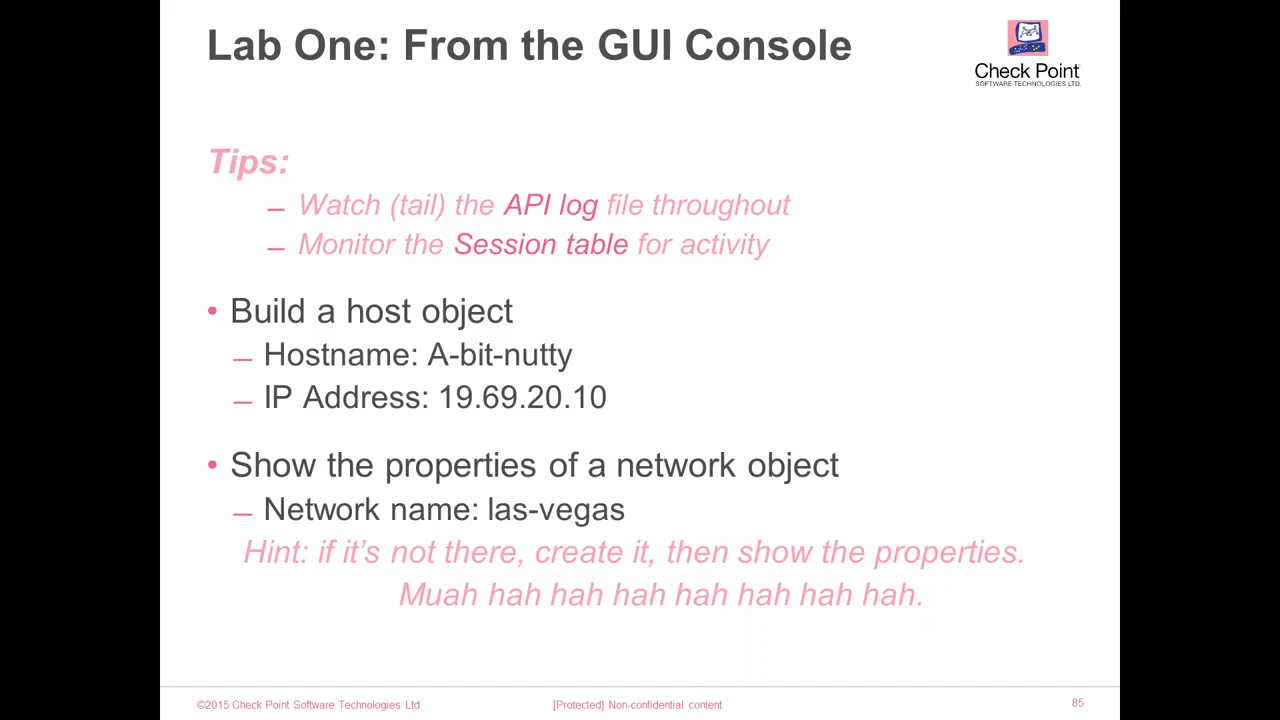 Lab One: From the GUI Console
Check Point
SOFTWARE TECHNOLOGIES LTD.
Tips:
– Watch (tail) the API log file throughout
– Monitor the Session table for activity
• Build a host object
– Hostname: A-bit-nutty
– IP Address: 19.69.20.10
• Show the properties of a network object
– Network name: las-vegas
Hint: if it’s not there, create it, then show the properties.
Muah hah hah hah hah hah hah hah.
©2015 Check Point Software Technologies Ltd.
[Protected] Non-confidential content
85